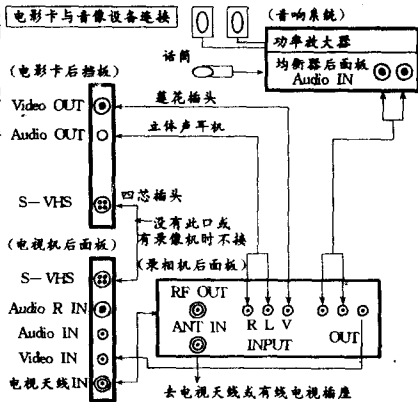 电影卡与音像设备连接
(音响系统)
功率放大器
话筒
均衡器后面板
Audio IN
(电影卡后挡板)
Video OUT
莲花插头
Audio OUT
立体声耳机
S-VHS
四芯插头
没有此口或
有录像机时不接
(电视机后面板)
(录相机后面板)
S-VHS
RF OUT
Audio R IN
ANT IN
R L V
OUT
Audio IN
INPUT
Video IN
电视天线IN
去电视天线或有线电视插座